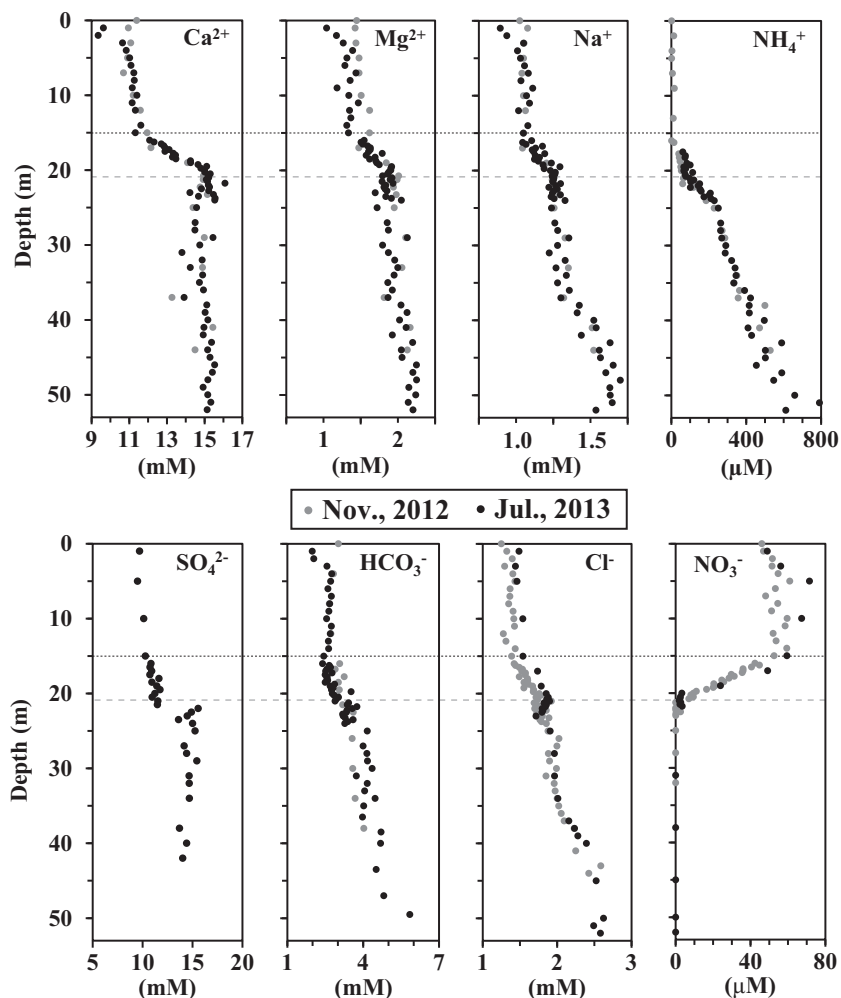 Ca²⁺ Mg²⁺ Na⁺ NH₄⁺
0
10
20
30
40
50
Depth (m)
9 11 13 15 17 1 2 1.0 1.5 0 400 800
(mM) (mM) (mM) (µM)
Nov., 2012 Jul., 2013
SO₄²⁻ HCO₃⁻ Cl⁻ NO₃⁻
0
10
20
30
40
50
Depth (m)
5 10 15 20 1 4 7 1 2 3 0 40 80
(mM) (mM) (mM) (µM)